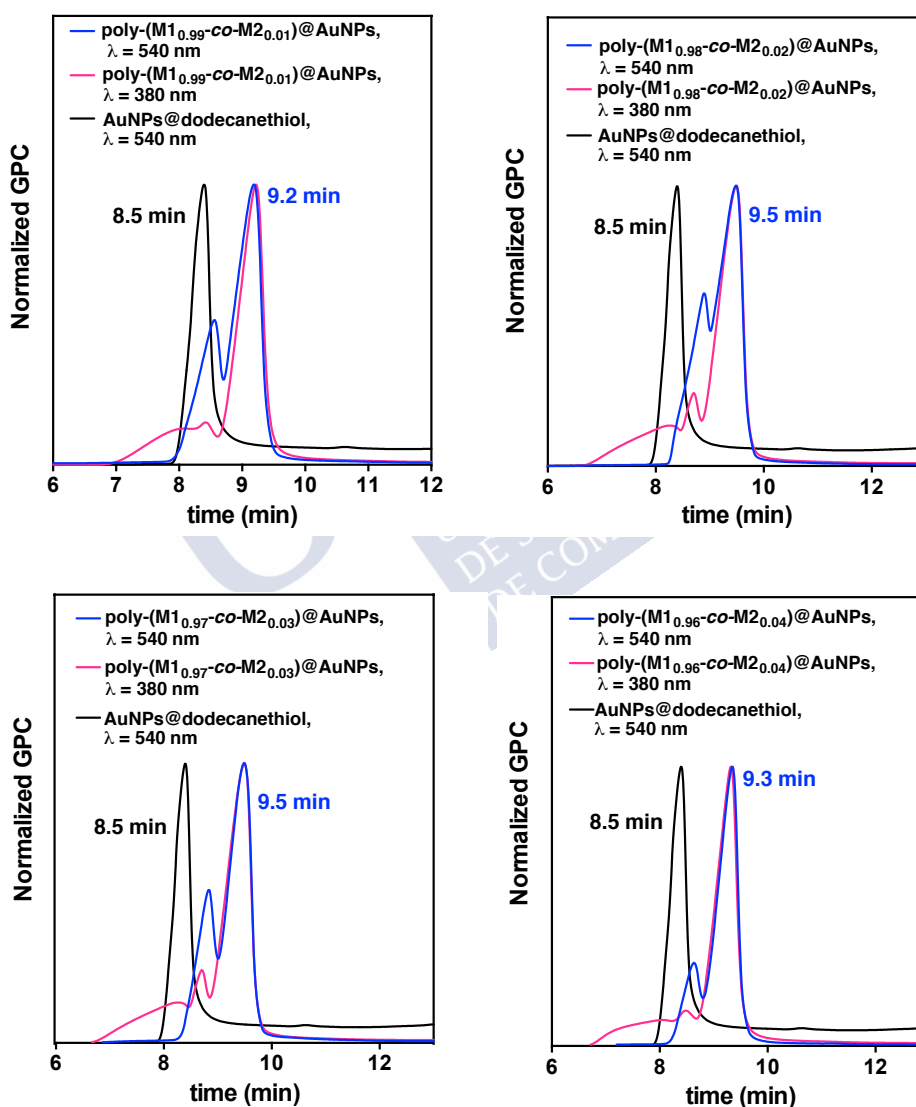 poly-(M10.99-co-M20.01)@AuNPs,
λ = 540 nm
poly-(M10.99-co-M20.01)@AuNPs,
λ = 380 nm
AuNPs@dodecanethiol,
λ = 540 nm
8.5 min
9.2 min
Normalized GPC
6 7 8 9 10 11 12
time (min)
poly-(M10.98-co-M20.02)@AuNPs,
λ = 540 nm
poly-(M10.98-co-M20.02)@AuNPs,
λ = 380 nm
AuNPs@dodecanethiol,
λ = 540 nm
8.5 min
9.5 min
Normalized GPC
6 8 10 12
time (min)
DE S
DE COM
poly-(M10.97-co-M20.03)@AuNPs,
λ = 540 nm
poly-(M10.97-co-M20.03)@AuNPs,
λ = 380 nm
AuNPs@dodecanethiol,
λ = 540 nm
8.5 min
9.5 min
Normalized GPC
6 8 10 12
time (min)
poly-(M10.96-co-M20.04)@AuNPs,
λ = 540 nm
poly-(M10.96-co-M20.04)@AuNPs,
λ = 380 nm
AuNPs@dodecanethiol,
λ = 540 nm
8.5 min
9.3 min
Normalized GPC
6 8 10 12
time (min)